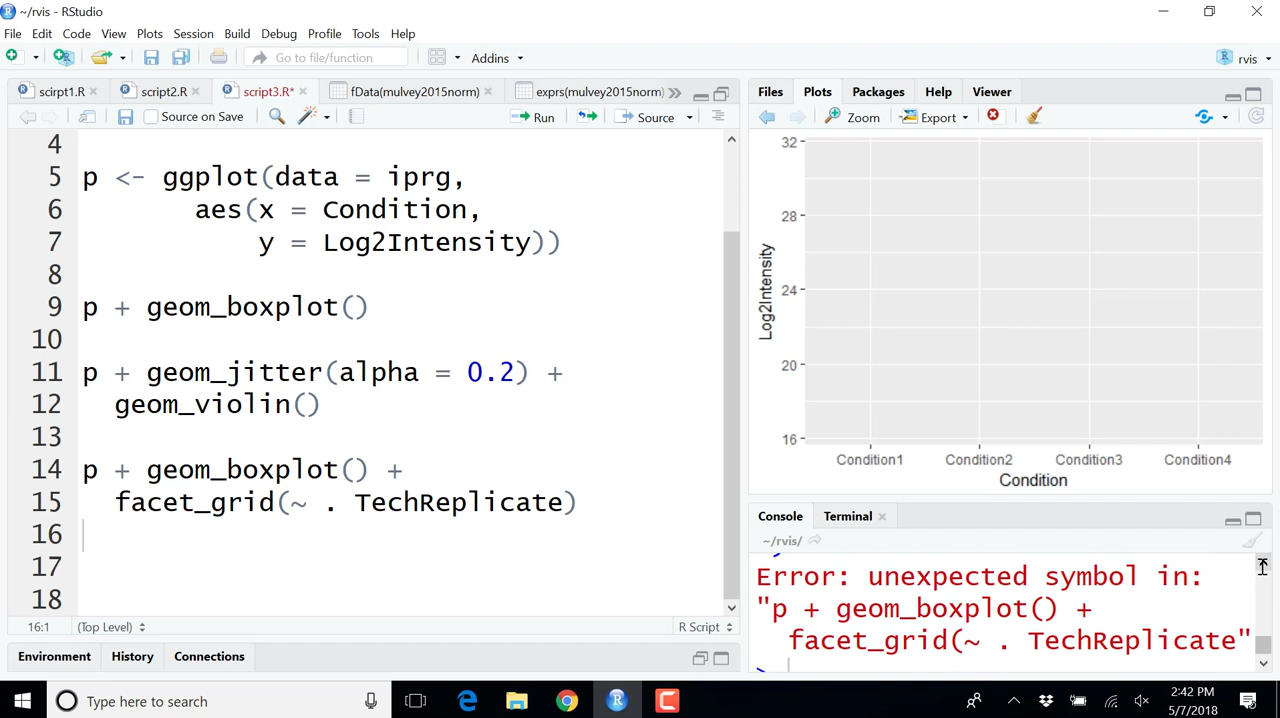 ~/rvis - RStudio
File Edit Code View Plots Session Build Debug Profile Tools Help
Go to file/function Addins rvis
scirpt1.R script2.R script3.R* fData(mulvey2015norm) exprs(mulvey2015norm)
Source on Save Run Source
4
5 p <- ggplot(data = iprg,
6 aes(x = Condition,
7 y = Log2Intensity))
8
9 p + geom_boxplot()
10
11 p + geom_jitter(alpha = 0.2) +
12 geom_violin()
13
14 p + geom_boxplot() +
15 facet_grid(~ . TechReplicate)
16
17
18
16:1 (Top Level) R Script
Environment History Connections
Files Plots Packages Help Viewer
Zoom Export
32
28
24
20
16
Log2Intensity
Condition1 Condition2 Condition3 Condition4
Condition
Console Terminal
~/rvis/
Error: unexpected symbol in:
"p + geom_boxplot() +
facet_grid(~ . TechReplicate"
>
Type here to search
2:42 PM
5/7/2018